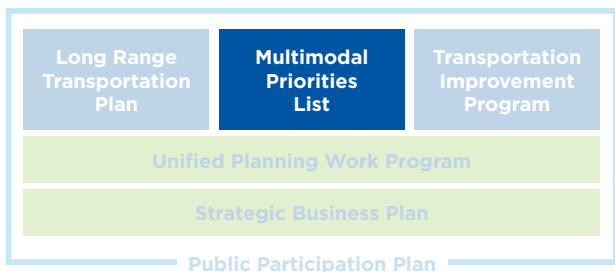 Long Range
Transportation
Plan
Multimodal
Priorities
List
Transportation
Improvement
Program
Unified Planning Work Program
Strategic Business Plan
Public Participation Plan